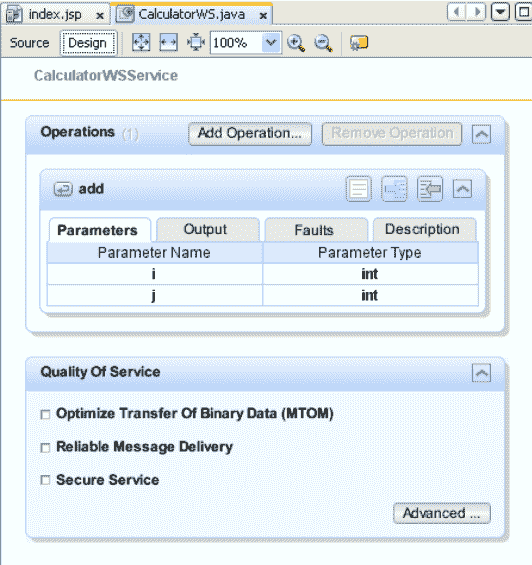 index.jsp x CalculatorWS.java x
Source Design 100%
CalculatorWSService
Operations (1) Add Operation... Remove Operation
add
Parameters Output Faults Description
Parameter Name Parameter Type
i int
j int
Quality Of Service
Optimize Transfer Of Binary Data (MTOM)
Reliable Message Delivery
Secure Service
Advanced ...